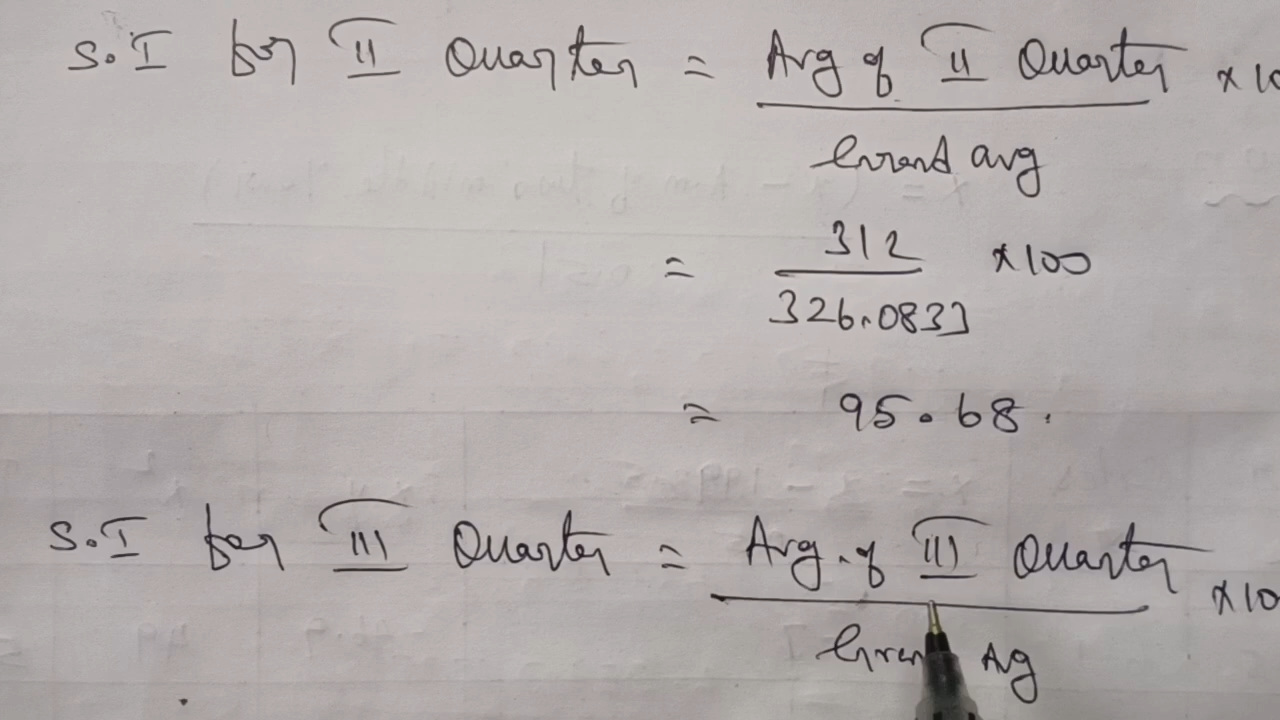 S.I for II Quarter = Avg of II Quarter × 10
Grand avg
= 312 × 100
326.0833
= 95.68.
S.I for III Quarter = Avg. of III Quarter × 10
Avg